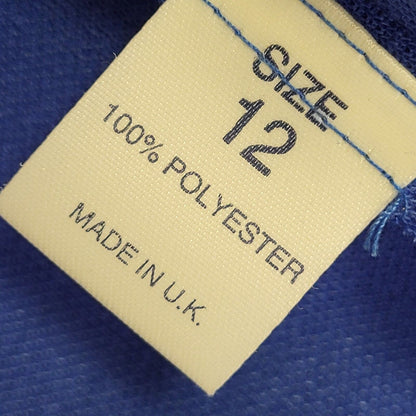 SIZE
12
100% POLYESTER
MADE IN U.K.